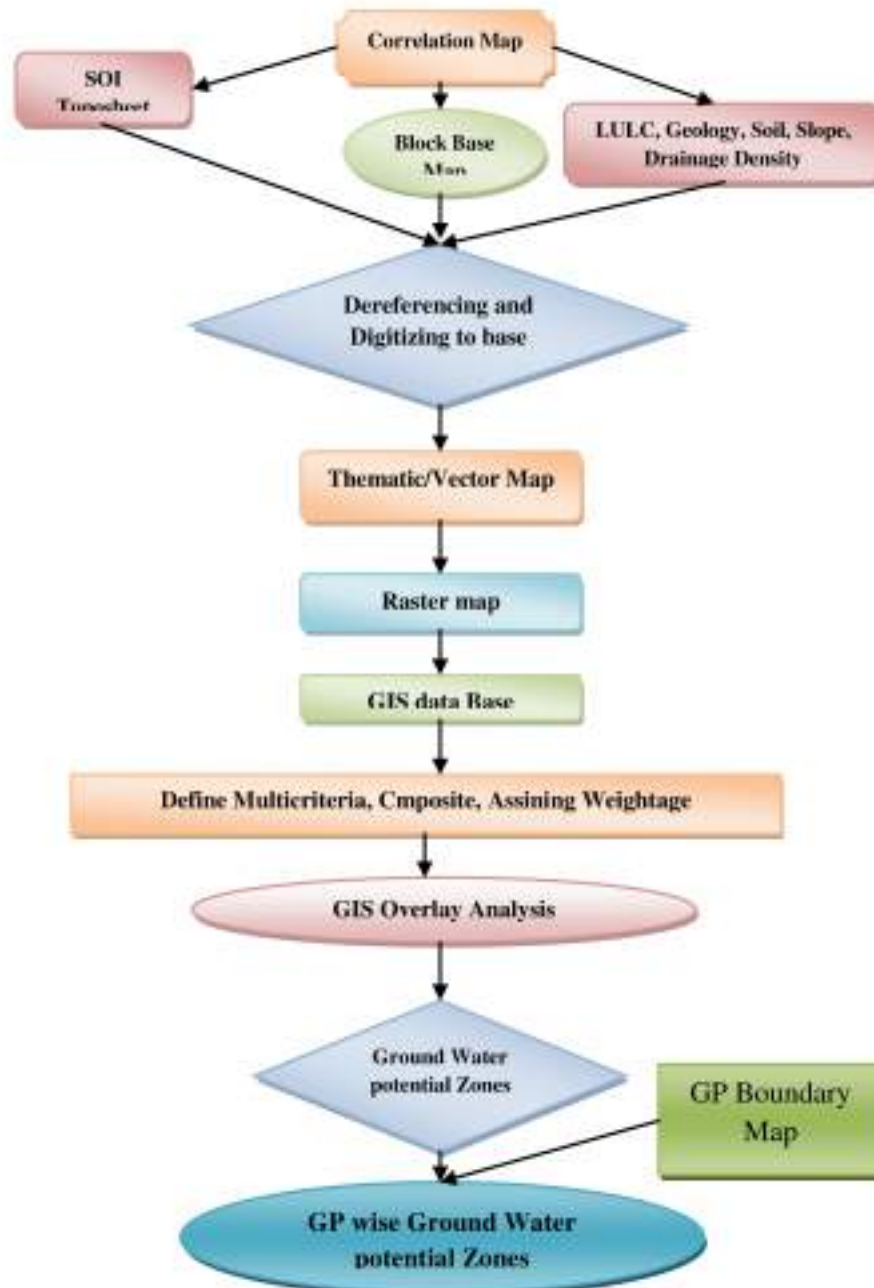 Correlation Map
SOI
Toposheet
Block Base
Map
LULC, Geology, Soil, Slope,
Drainage Density
Dereferencing and
Digitizing to base
Thematic/Vector Map
Raster map
GIS data Base
Define Multicriteria, Cmposite, Assining Weightage
GIS Overlay Analysis
Ground Water
potential Zones
GP Boundary
Map
GP wise Ground Water
potential Zones